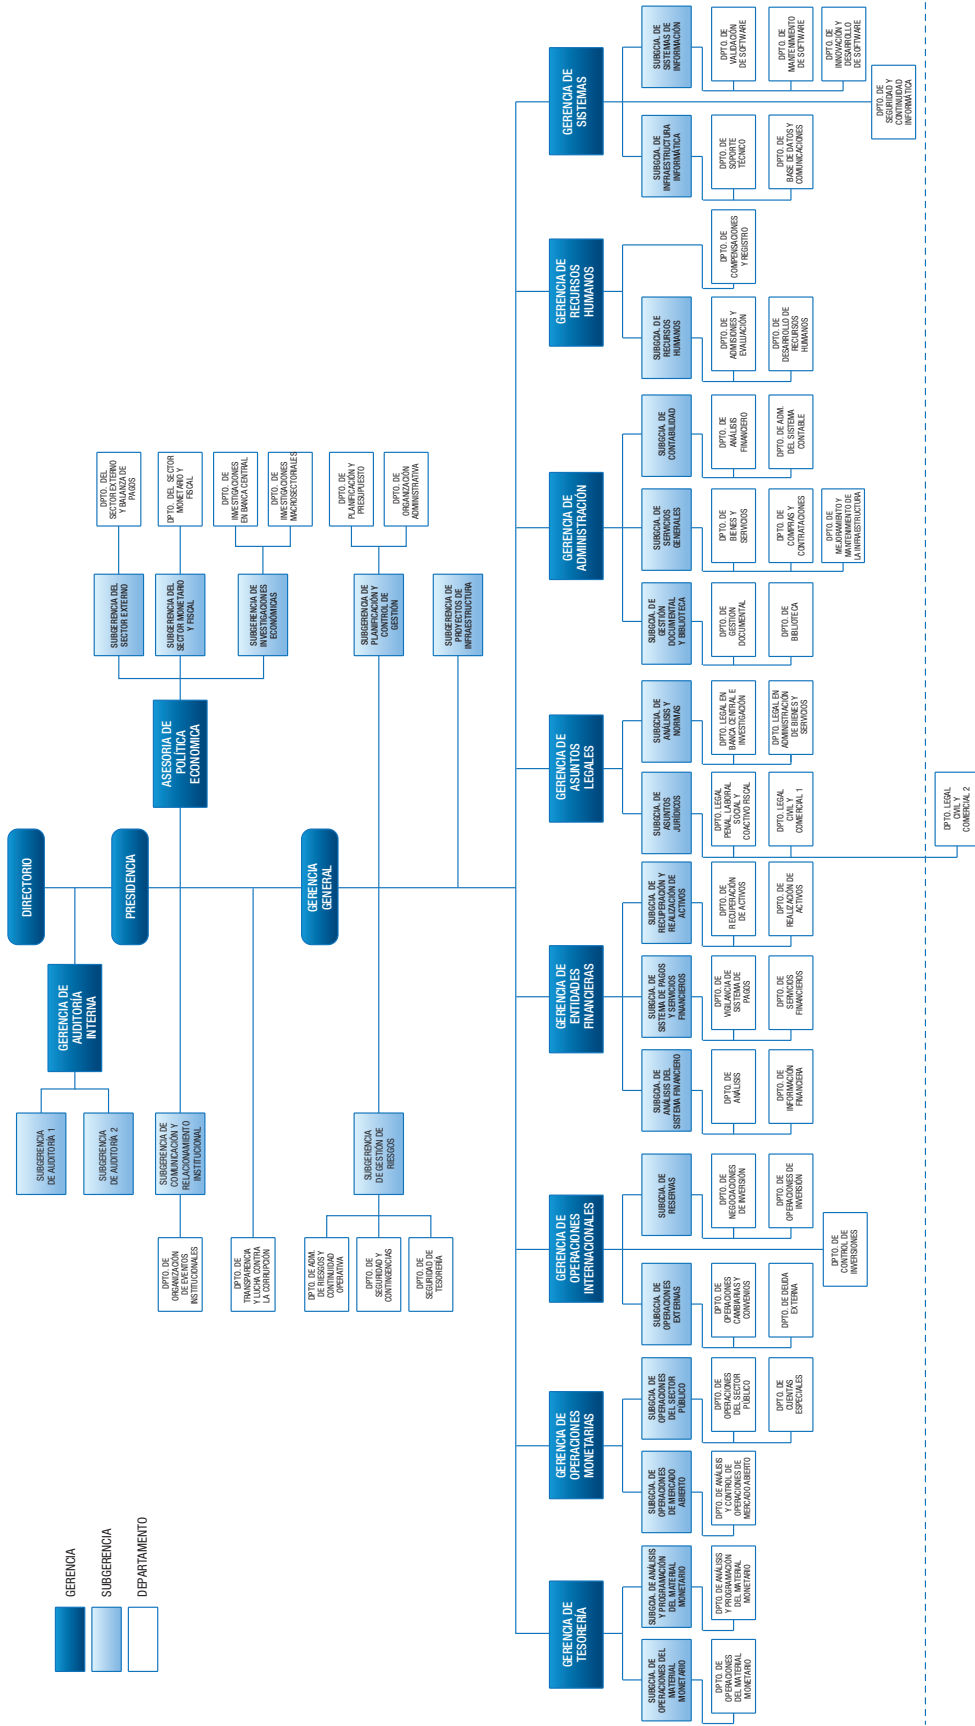 GERENCIA
SUBGERENCIA
DEPARTAMENTO
DIRECTORIO
GERENCIA DE
AUDITORÍA
INTERNA
SUBGERENCIA
DE AUDITORÍA 1
SUBGERENCIA
DE AUDITORÍA 2
PRESIDENCIA
ASESORIA DE
POLÍTICA
ECONOMICA
SUBGERENCIA DEL
SECTOR EXTERNO
DPTO. DEL
SECTOR EXTERNO
Y BALANZA DE
PAGOS
SUBGERENCIA DEL
SECTOR MONETARIO
Y FISCAL
DPTO. DEL SECTOR
MONETARIO Y
FISCAL
SUBGERENCIA DE
INVESTIGACIONES
ECONÓMICAS
DPTO. DE
INVESTIGACIONES
EN BANCA CENTRAL
DPTO. DE
INVESTIGACIONES
MACROSECTORIALES
SUBGERENCIA DE
COMUNICACIÓN Y
RELACIONAMIENTO
INSTITUCIONAL
DPTO. DE
ORGANIZACIÓN
DE EVENTOS
INSTITUCIONALES
DPTO. DE
TRANSPARENCIA
Y LUCHA CONTRA
LA CORRUPCIÓN
GERENCIA
GENERAL
SUBGERENCIA
DE GESTIÓN DE
RIESGOS
DPTO. DE ADM.
DE RIESGOS Y
CONTINUIDAD
OPERATIVA
DPTO. DE
SEGURIDAD Y
CONTINGENCIAS
DPTO. DE
SEGURIDAD DE
TESORERÍA
SUBGERENCIA DE
PLANIFICACIÓN Y
CONTROL DE
GESTIÓN
DPTO. DE
PLANIFICACIÓN Y
PRESUPUESTO
DPTO. DE
ORGANIZACIÓN
ADMINISTRATIVA
SUBGERENCIA DE
PROYECTOS DE
INFRAESTRUCTURA
GERENCIA DE
TESORERÍA
SUBGCIA. DE
OPERACIONES DEL
MATERIAL
MONETARIO
DPTO. DE
OPERACIONES
DEL MATERIAL
MONETARIO
SUBGCIA. DE ANÁLISIS
Y PROGRAMACIÓN
DEL MATERIAL
MONETARIO
DPTO. DE ANÁLISIS
Y PROGRAMACIÓN
DEL MATERIAL
MONETARIO
GERENCIA DE
OPERACIONES
MONETARIAS
SUBGCIA. DE
OPERACIONES
DE MERCADO
ABIERTO
DPTO. DE ANÁLISIS
Y CONTROL DE
OPERACIONES DE
MERCADO ABIERTO
SUBGCIA. DE
OPERACIONES
DEL SECTOR
PÚBLICO
DPTO. DE
OPERACIONES
DEL SECTOR
PÚBLICO
DPTO. DE
CUENTAS
ESPECIALES
GERENCIA DE
OPERACIONES
INTERNACIONALES
SUBGCIA. DE
OPERACIONES
EXTERNAS
DPTO. DE
OPERACIONES
CAMBIARIAS Y
CONVENIOS
DPTO. DE DEUDA
EXTERNA
SUBGCIA. DE
RESERVAS
DPTO. DE
NEGOCIACIONES
DE INVERSIÓN
DPTO. DE
OPERACIONES DE
INVERSIÓN
DPTO. DE
CONTROL DE
INVERSIONES
GERENCIA DE
ENTIDADES
FINANCIERAS
SUBGCIA. DE
ANÁLISIS DEL
SISTEMA FINANCIERO
DPTO. DE
ANÁLISIS
DPTO. DE
INFORMACIÓN
FINANCIERA
SUBGCIA. DE
SISTEMA DE PAGOS
Y SERVICIOS
FINANCIEROS
DPTO. DE
VIGILANCIA DE
SISTEMA DE
PAGOS
DPTO. DE
SERVICIOS
FINANCIEROS
SUBGCIA. DE
RECUPERACIÓN Y
REALIZACIÓN DE
ACTIVOS
DPTO. DE
RECUPERACIÓN
DE ACTIVOS
DPTO. DE
REALIZACIÓN DE
ACTIVOS
GERENCIA DE
ASUNTOS
LEGALES
SUBGCIA. DE
ASUNTOS
JURÍDICOS
DPTO. LEGAL
PENAL, LABORAL
SOCIAL Y
COACTIVO FISCAL
DPTO. LEGAL
CIVIL Y
COMERCIAL 1
DPTO. LEGAL
CIVIL Y
COMERCIAL 2
SUBGCIA. DE
ANÁLISIS Y
NORMAS
DPTO. LEGAL EN
BANCA CENTRAL E
INVESTIGACIÓN
DPTO. LEGAL EN
ADMINISTRACIÓN
DE BIENES Y
SERVICIOS
GERENCIA DE
ADMINISTRACIÓN
SUBGCIA. DE
GESTIÓN
DOCUMENTAL
Y BIBLIOTECA
DPTO. DE
GESTION
DOCUMENTAL
DPTO. DE
BIBLIOTECA
SUBGCIA. DE
SERVICIOS
GENERALES
DPTO. DE
BIENES Y
SERVICIOS
DPTO. DE
COMPRAS Y
CONTRATACIONES
DPTO. DE
MEJORAMIENTO Y
MANTENIMIENTO DE
LA INFRAESTRUCTURA
SUBGCIA. DE
CONTABILIDAD
DPTO. DE
ANÁLISIS
FINANCIERO
DPTO. DE ADM.
DEL SISTEMA
CONTABLE
GERENCIA DE
RECURSOS
HUMANOS
SUBGCIA. DE
RECURSOS
HUMANOS
DPTO. DE
ADMISIONES Y
EVALUACIÓN
DPTO. DE
DESARROLLO DE
RECURSOS
HUMANOS
DPTO. DE
COMPENSACIONES
Y REGISTRO
GERENCIA DE
SISTEMAS
SUBGCIA. DE
INFRAESTRUCTURA
INFORMÁTICA
DPTO. DE
SOPORTE
TÉCNICO
DPTO. DE
BASE DE DATOS Y
COMUNICACIONES
SUBGCIA. DE
SISTEMAS DE
INFORMACIÓN
DPTO. DE
VALIDACIÓN
DE SOFTWARE
DPTO. DE
MANTENIMIENTO
DE SOFTWARE
DPTO. DE
INNOVACIÓN Y
DESARROLLO
DE SOFTWARE
DPTO. DE
SEGURIDAD Y
CONTINUIDAD
INFORMÁTICA